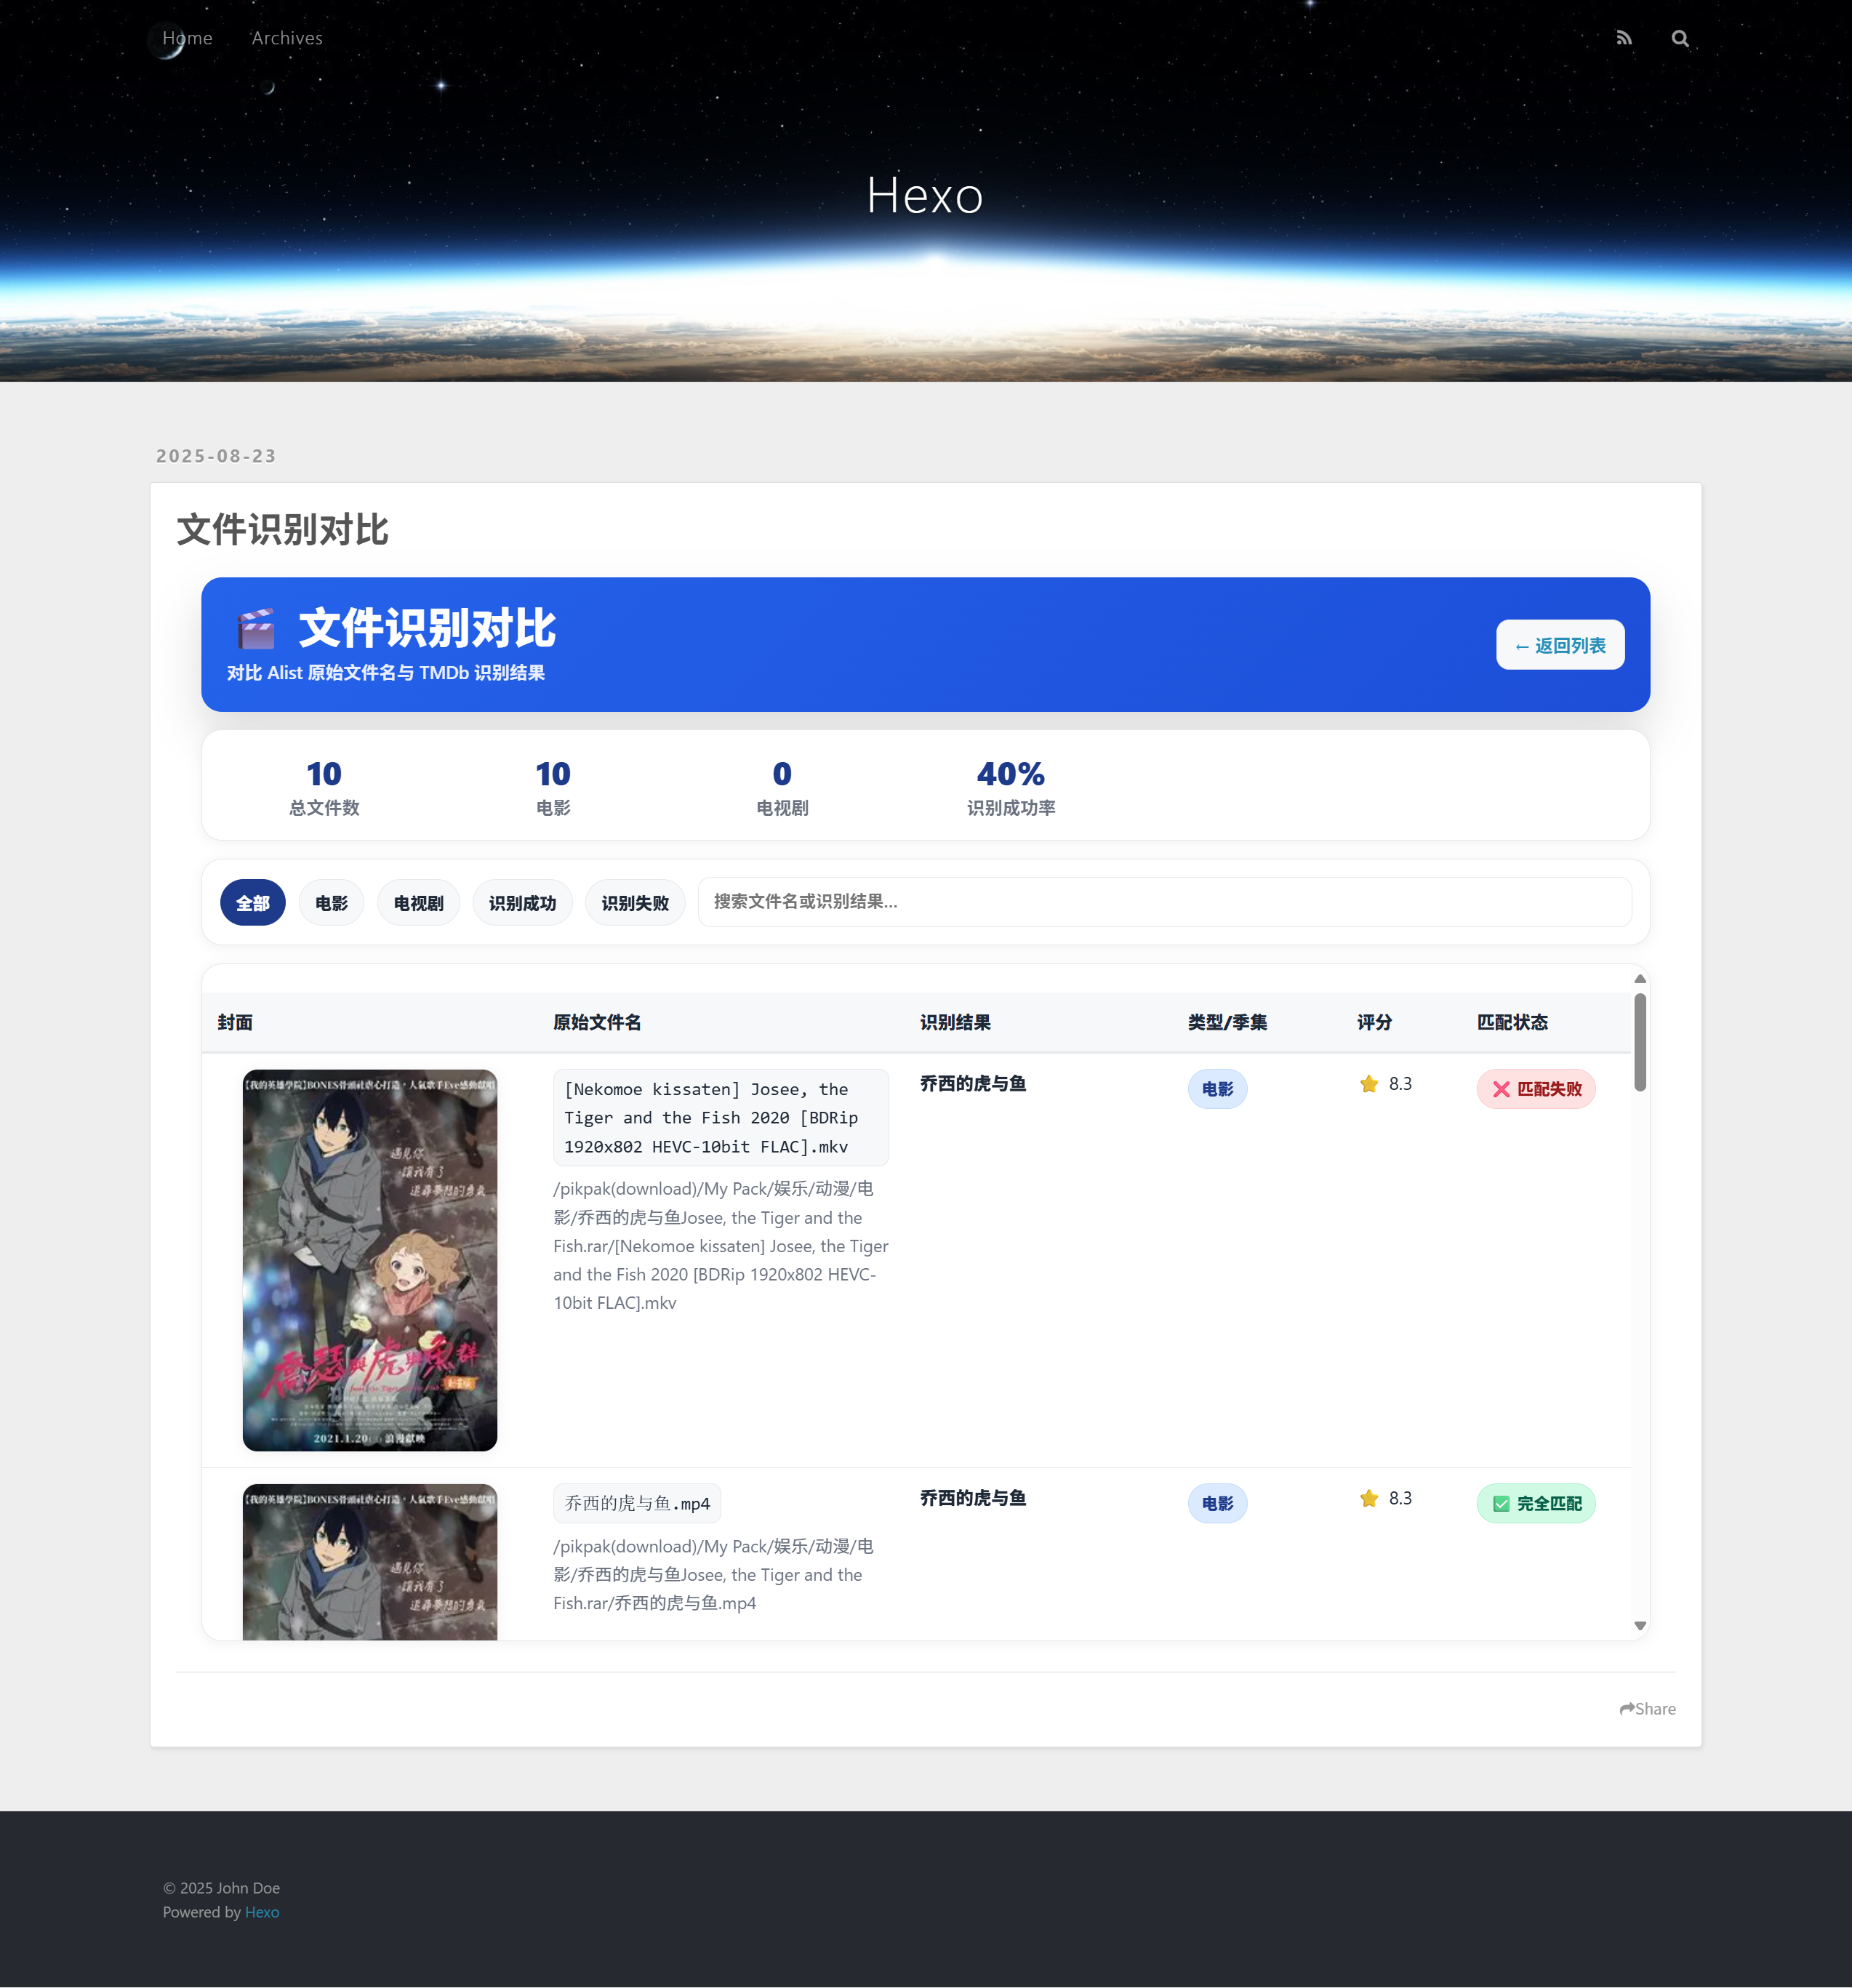 Home
Archives
Hexo
2025-08-23
文件识别对比
🎬 文件识别对比
对比 Alist 原始文件名与 TMDb 识别结果
← 返回列表
10
总文件数
10
电影
0
电视剧
40%
识别成功率
全部
电影
电视剧
识别成功
识别失败
搜索文件名或识别结果...
封面
原始文件名
识别结果
类型/季集
评分
匹配状态
【我的英雄學院】BONES骨頭社虐心打造，人氣歌手Eve感動獻唱
遇見你
讓我有了
追尋夢想的勇氣
喬瑟與虎與魚群
2021.1.20(三) 浪漫獻映
[Nekomoe kissaten] Josee, the
Tiger and the Fish 2020 [BDRip
1920x802 HEVC-10bit FLAC].mkv
/pikpak(download)/My Pack/娱乐/动漫/电
影/乔西的虎与鱼Josee, the Tiger and the
Fish.rar/[Nekomoe kissaten] Josee, the Tiger
and the Fish 2020 [BDRip 1920x802 HEVC-
10bit FLAC].mkv
乔西的虎与鱼
电影
⭐ 8.3
❌ 匹配失败
【我的英雄學院】BONES骨頭社虐心打造，人氣歌手Eve感動獻唱
遇見你
讓我有了
追尋夢想的勇氣
乔西的虎与鱼.mp4
/pikpak(download)/My Pack/娱乐/动漫/电
影/乔西的虎与鱼Josee, the Tiger and the
Fish.rar/乔西的虎与鱼.mp4
乔西的虎与鱼
电影
⭐ 8.3
✅ 完全匹配
Share
© 2025 John Doe
Powered by Hexo